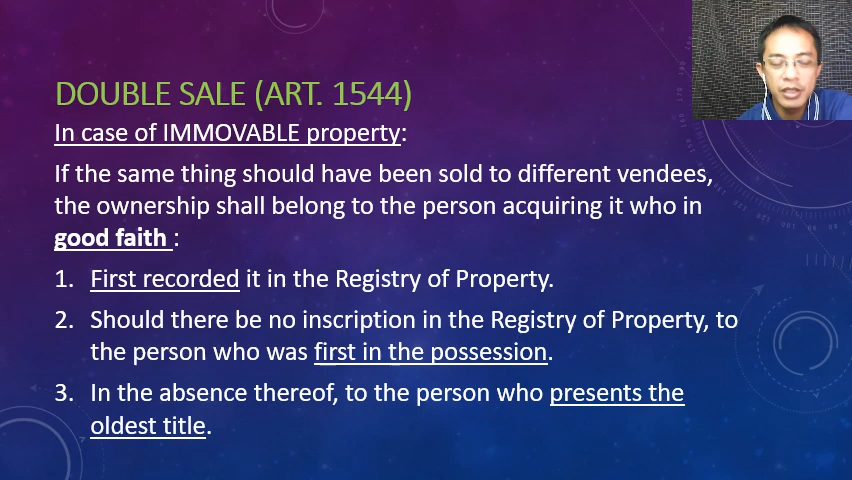 DOUBLE SALE (ART. 1544)
In case of IMMOVABLE property:
If the same thing should have been sold to different vendees,
the ownership shall belong to the person acquiring it who in
good faith :
1. First recorded it in the Registry of Property.
2. Should there be no inscription in the Registry of Property, to
the person who was first in the possession.
3. In the absence thereof, to the person who presents the
oldest title.